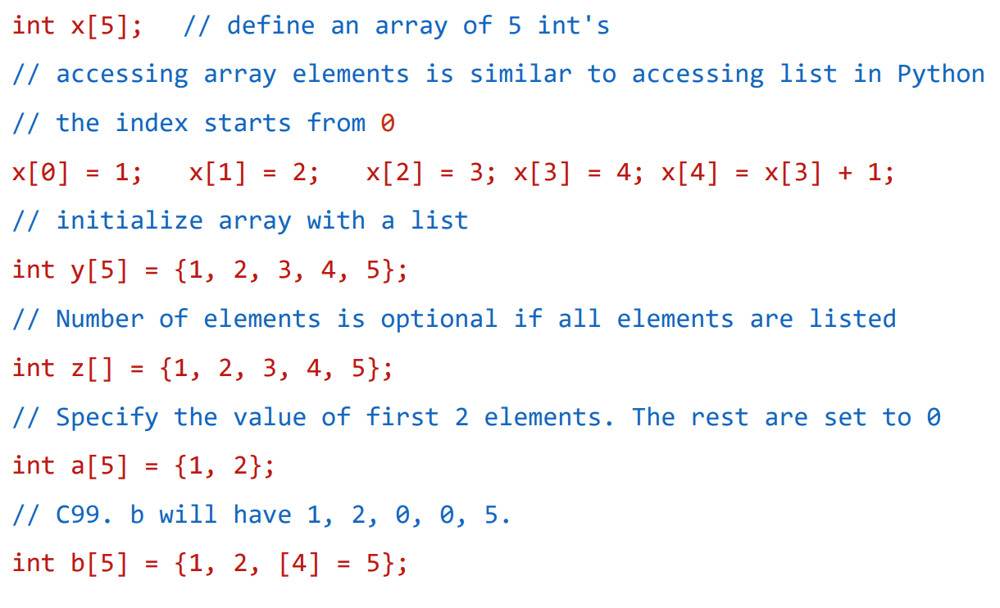 int x[5];   // define an array of 5 int's
// accessing array elements is similar to accessing list in Python
// the index starts from 0
x[0] = 1;   x[1] = 2;   x[2] = 3; x[3] = 4; x[4] = x[3] + 1;
// initialize array with a list
int y[5] = {1, 2, 3, 4, 5};
// Number of elements is optional if all elements are listed
int z[] = {1, 2, 3, 4, 5};
// Specify the value of first 2 elements. The rest are set to 0
int a[5] = {1, 2};
// C99. b will have 1, 2, 0, 0, 5.
int b[5] = {1, 2, [4] = 5};